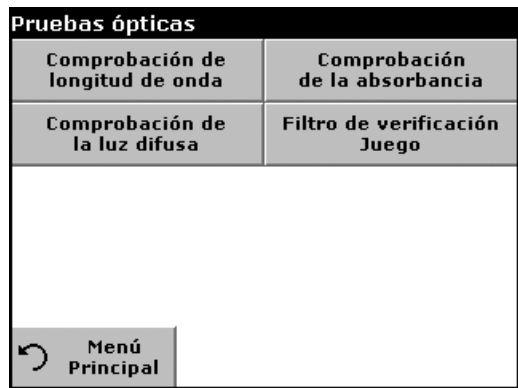 Pruebas ópticas
Comprobación de
longitud de onda
Comprobación
de la absorbancia
Comprobación de
la luz difusa
Filtro de verificación
Juego
Menú
Principal